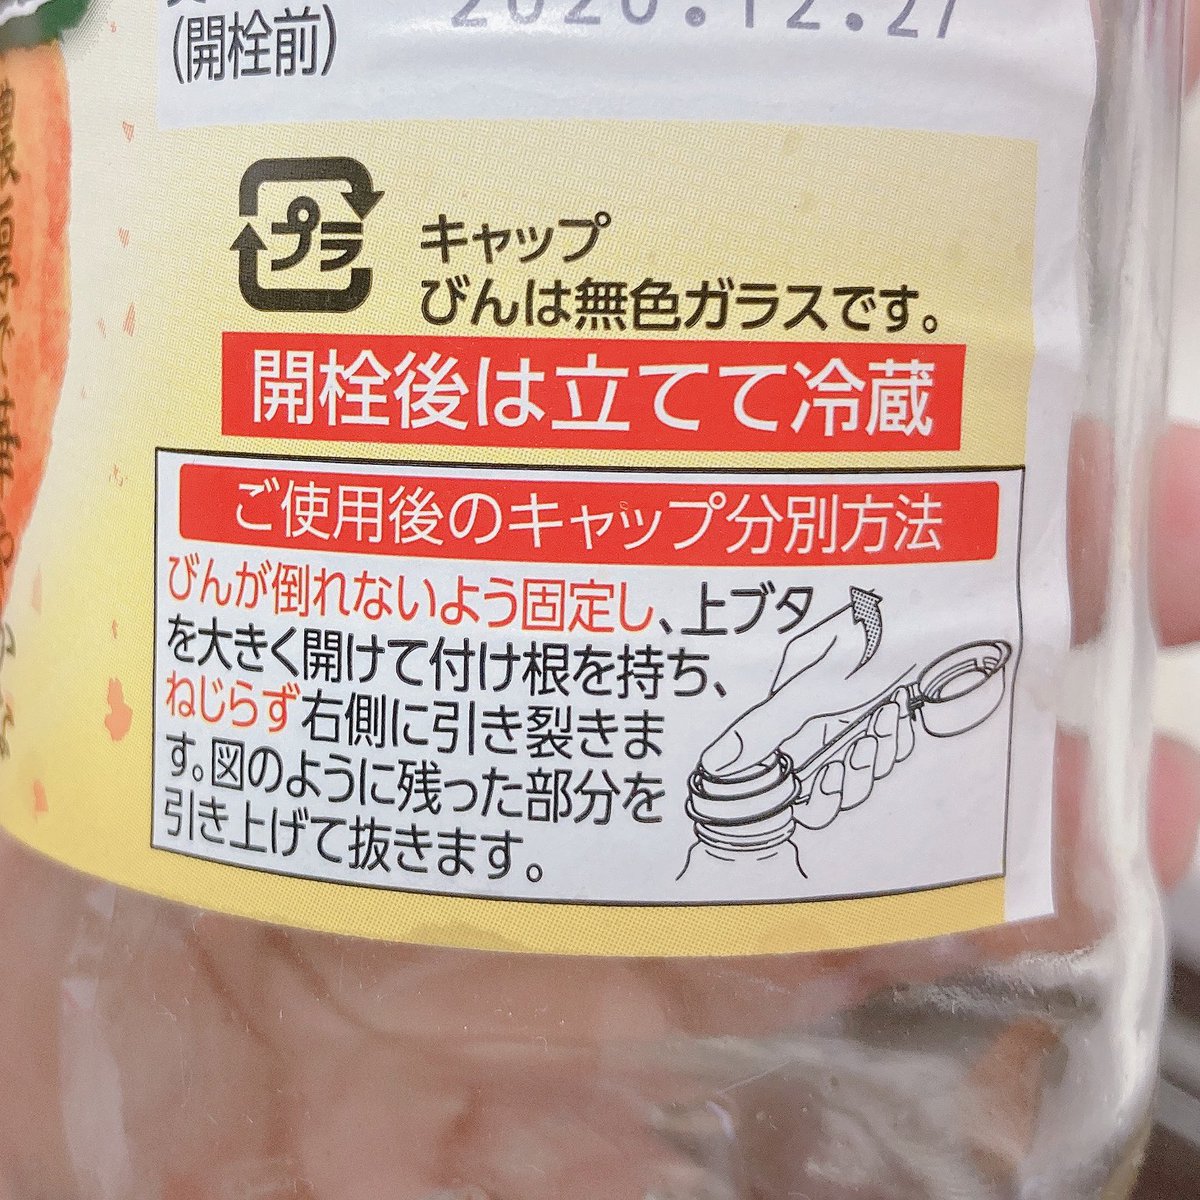 2020.12.27
(開栓前)
プラ
キャップ
びんは無色ガラスです。
開栓後は立てて冷蔵
ご使用後のキャップ分別方法
びんが倒れないよう固定し、上ブタ
を大きく開けて付け根を持ち、
ねじらず右側に引き裂きま
す。図のように残った部分を
引き上げて抜きます。